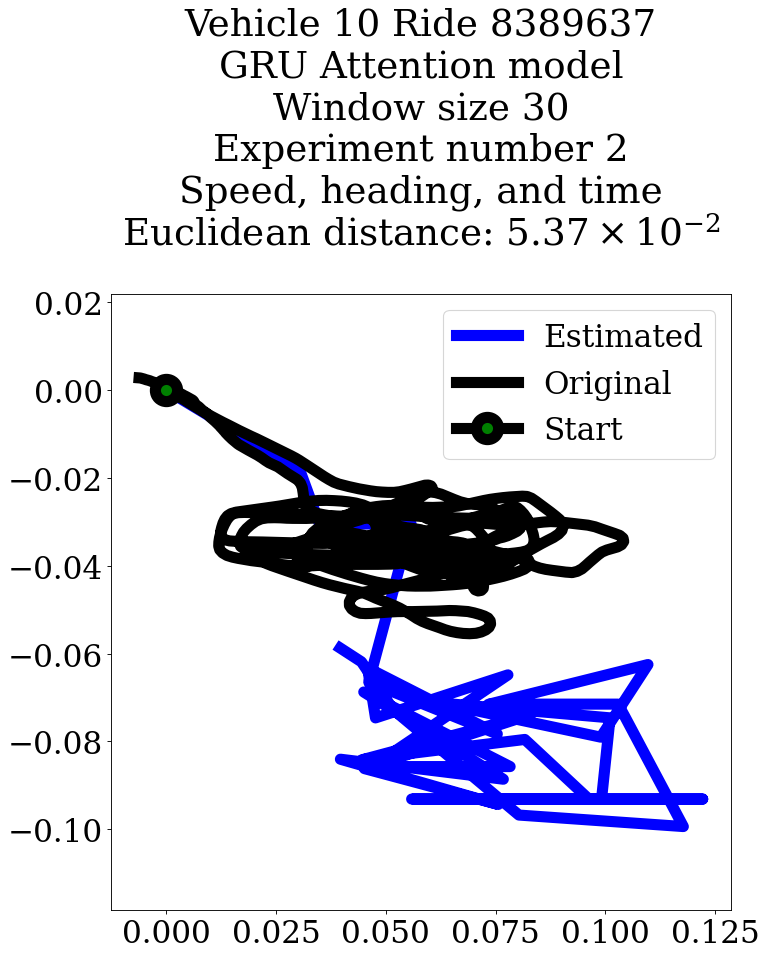 Vehicle 10 Ride 8389637
GRU Attention model
Window size 30
Experiment number 2
Speed, heading, and time
Euclidean distance: 5.37 × 10⁻²
Estimated
Original
Start
0.02
0.00
−0.02
−0.04
−0.06
−0.08
−0.10
0.000 0.025 0.050 0.075 0.100 0.125